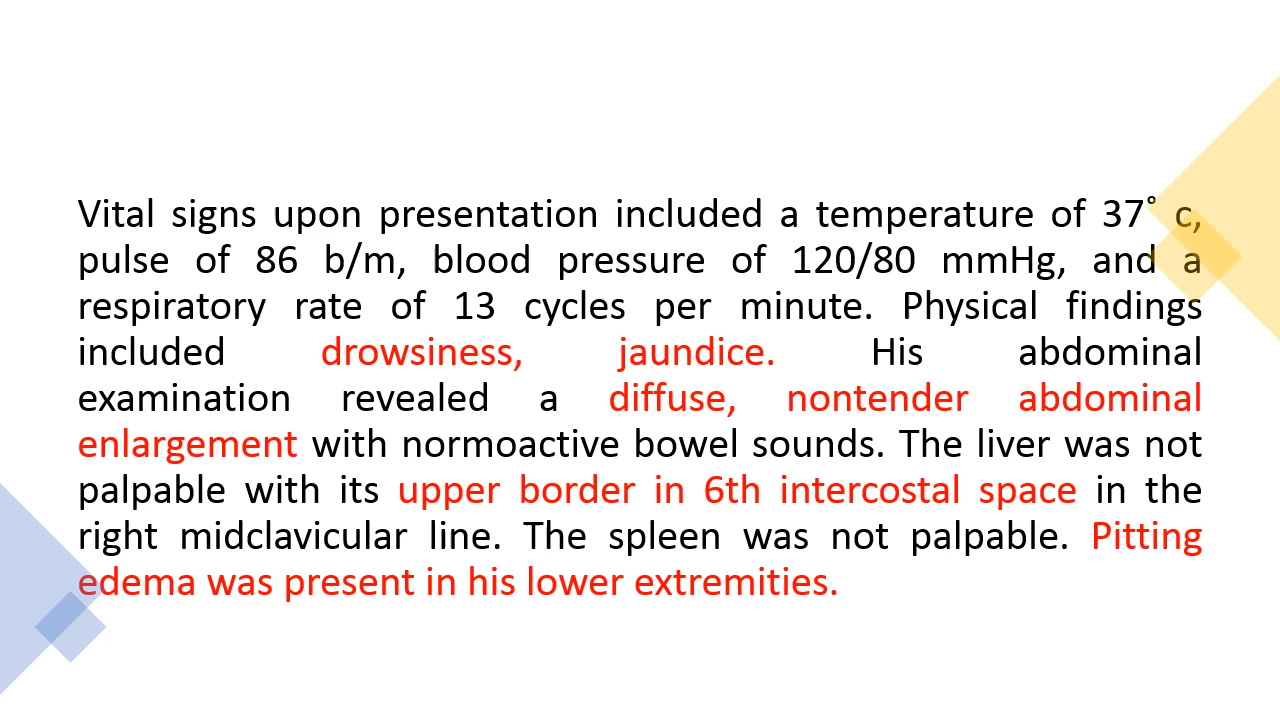 Vital signs upon presentation included a temperature of 37˚ c,
pulse of 86 b/m, blood pressure of 120/80 mmHg, and a
respiratory rate of 13 cycles per minute. Physical findings
included drowsiness, jaundice. His abdominal
examination revealed a diffuse, nontender abdominal
enlargement with normoactive bowel sounds. The liver was not
palpable with its upper border in 6th intercostal space in the
right midclavicular line. The spleen was not palpable. Pitting
edema was present in his lower extremities.